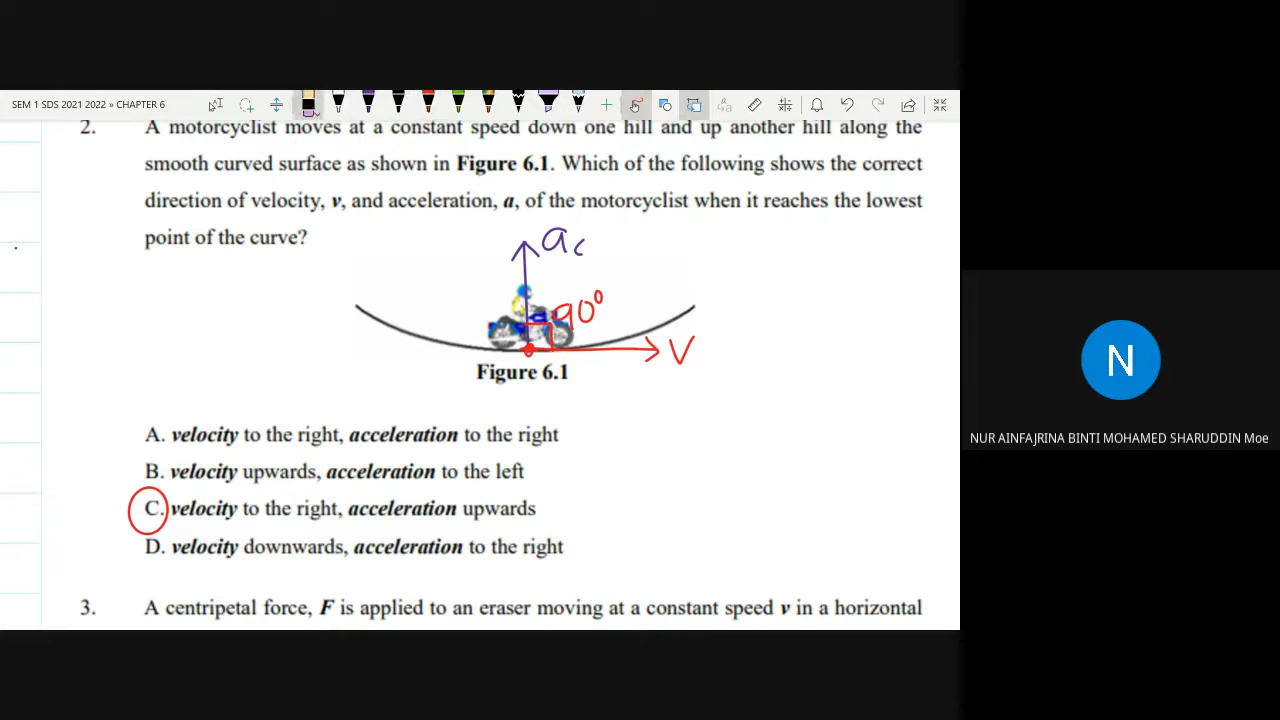 SEM 1 SDS 2021 2022 » CHAPTER 6
2. A motorcyclist moves at a constant speed down one hill and up another hill along the
smooth curved surface as shown in Figure 6.1. Which of the following shows the correct
direction of velocity, v, and acceleration, a, of the motorcyclist when it reaches the lowest
point of the curve?
ac
90°
V
Figure 6.1
A. velocity to the right, acceleration to the right
B. velocity upwards, acceleration to the left
C. velocity to the right, acceleration upwards
D. velocity downwards, acceleration to the right
3. A centripetal force, F is applied to an eraser moving at a constant speed v in a horizontal
N
NUR AINFAJRINA BINTI MOHAMED SHARUDDIN Moe